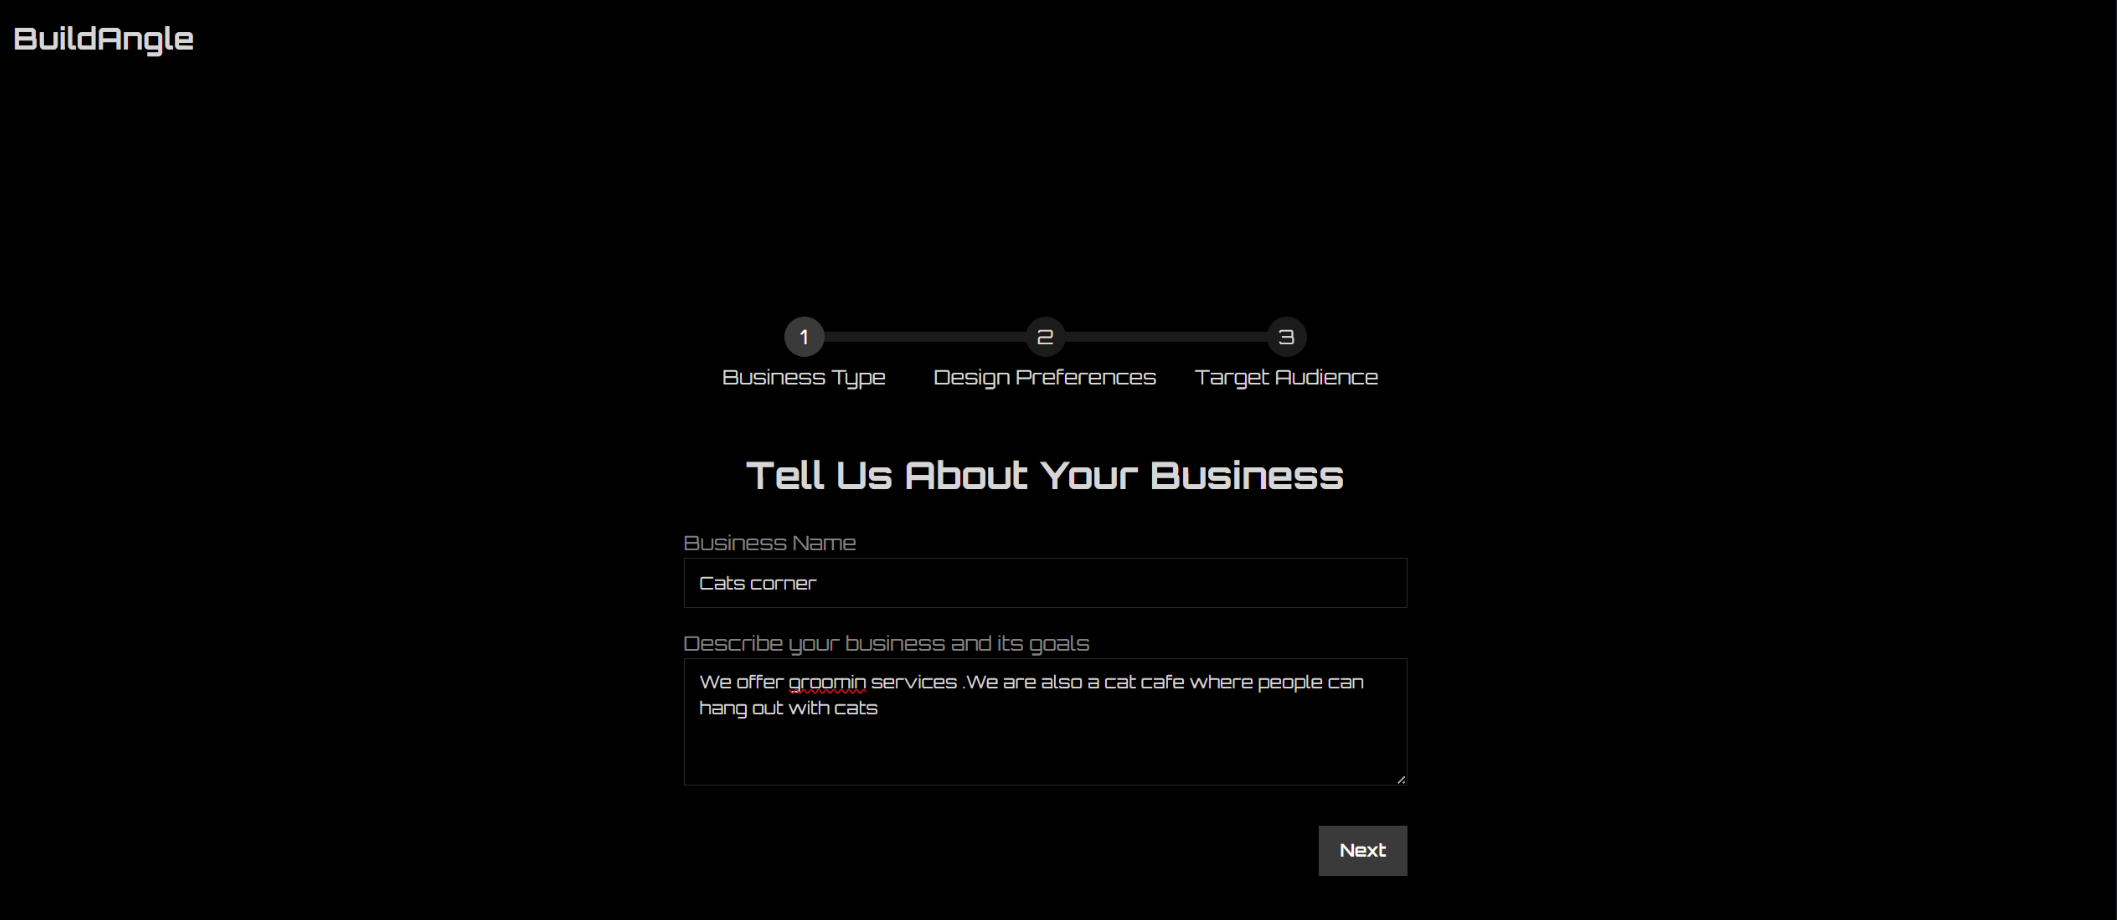 BuildAngle
1 2 3
Business Type Design Preferences Target Audience
Tell Us About Your Business
Business Name
Cats corner
Describe your business and its goals
We offer groomin services .We are also a cat cafe where people can
hang out with cats
Next